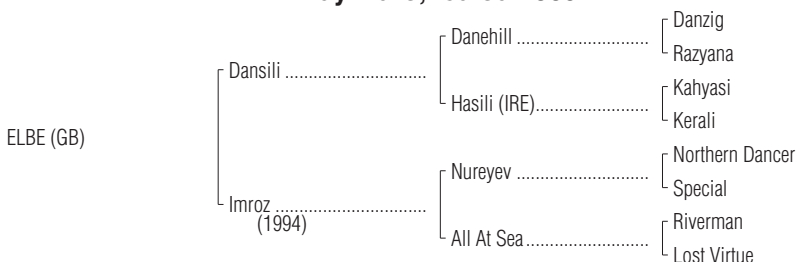 Danzig
Danehill ..............................
Razyana
Dansili ................................
Kahyasi
Hasili (IRE)..........................
Kerali
ELBE (GB)
Northern Dancer
Nureyev ..............................
Special
Imroz ..................................
(1994)
Riverman
All At Sea............................
Lost Virtue